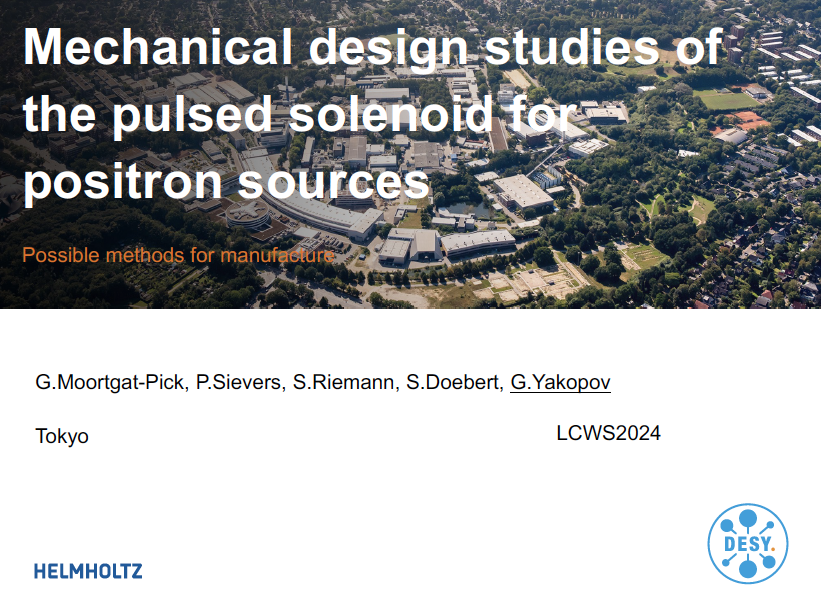 Mechanical design studies of
the pulsed solenoid for
positron sources
Possible methods for manufacture
G.Moortgat-Pick, P.Sievers, S.Riemann, S.Doebert, G.Yakopov
Tokyo
LCWS2024
HELMHOLTZ
DESY.